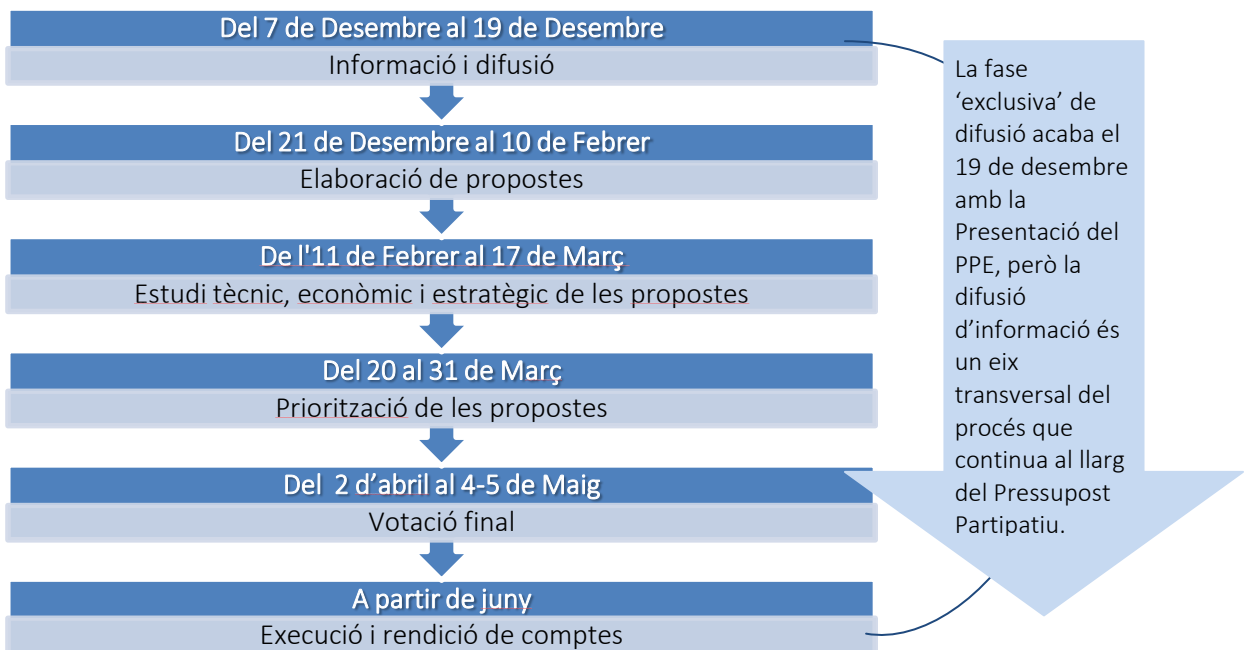 Del 7 de Desembre al 19 de Desembre
Informació i difusió
Del 21 de Desembre al 10 de Febrer
Elaboració de propostes
De l'11 de Febrer al 17 de Març
Estudi tècnic, econòmic i estratègic de les propostes
Del 20 al 31 de Març
Priorització de les propostes
Del 2 d’abril al 4-5 de Maig
Votació final
A partir de juny
Execució i rendició de comptes
La fase
‘exclusiva’ de
difusió acaba el
19 de desembre
amb la
Presentació del
PPE, però la
difusió
d’informació és
un eix
transversal del
procés que
continua al llarg
del Pressupost
Partipatiu.